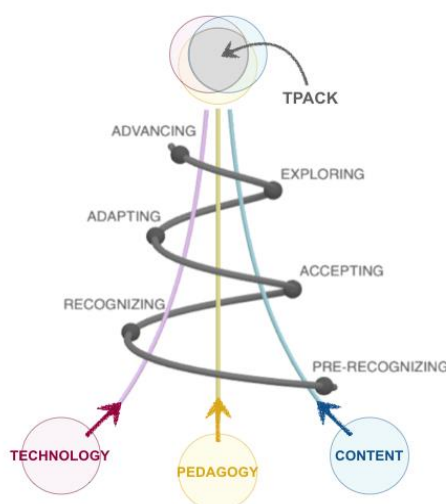 TPACK
ADVANCING
EXPLORING
ADAPTING
ACCEPTING
RECOGNIZING
PRE-RECOGNIZING
TECHNOLOGY
PEDAGOGY
CONTENT